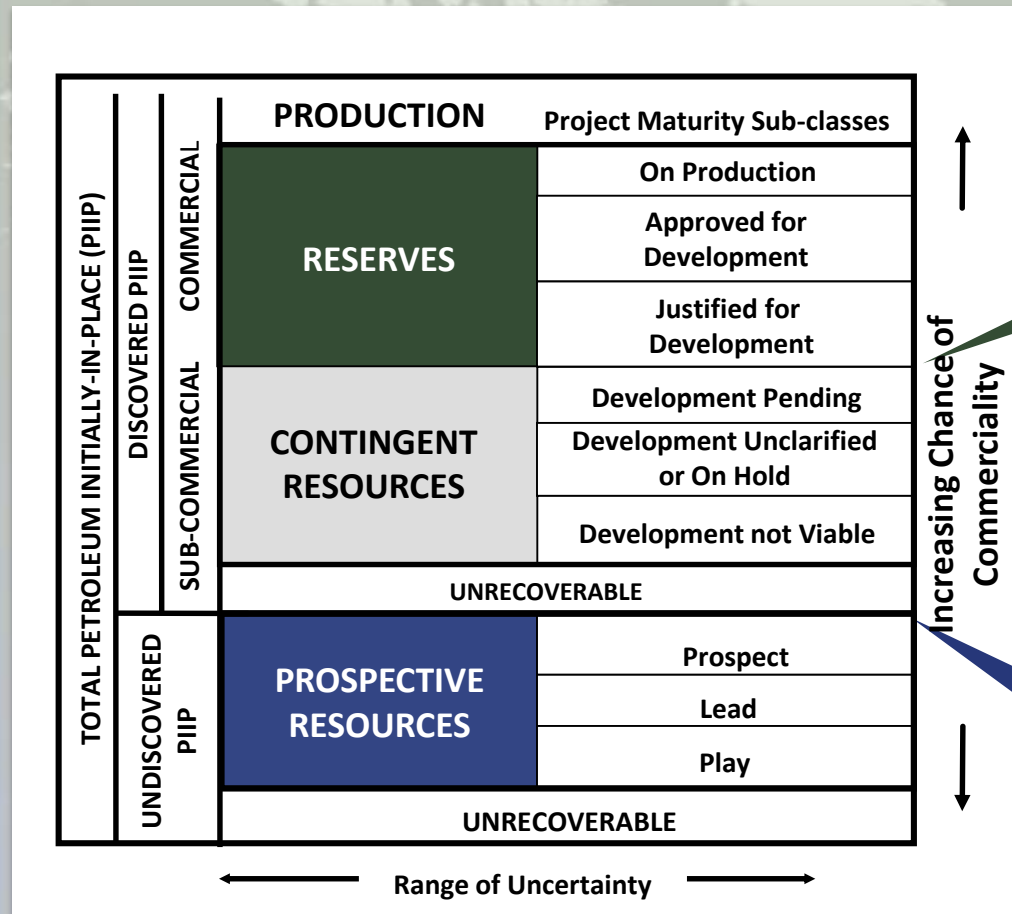 PRODUCTION
Project Maturity Sub-classes
TOTAL PETROLEUM INITIALLY-IN-PLACE (PIIP)
DISCOVERED PIIP
COMMERCIAL
RESERVES
On Production
Approved for
Development
Justified for
Development
SUB-COMMERCIAL
CONTINGENT
RESOURCES
Development Pending
Development Unclarified
or On Hold
Development not Viable
UNRECOVERABLE
UNDISCOVERED
PIIP
PROSPECTIVE
RESOURCES
Prospect
Lead
Play
UNRECOVERABLE
Increasing Chance of
Commerciality
Range of Uncertainty